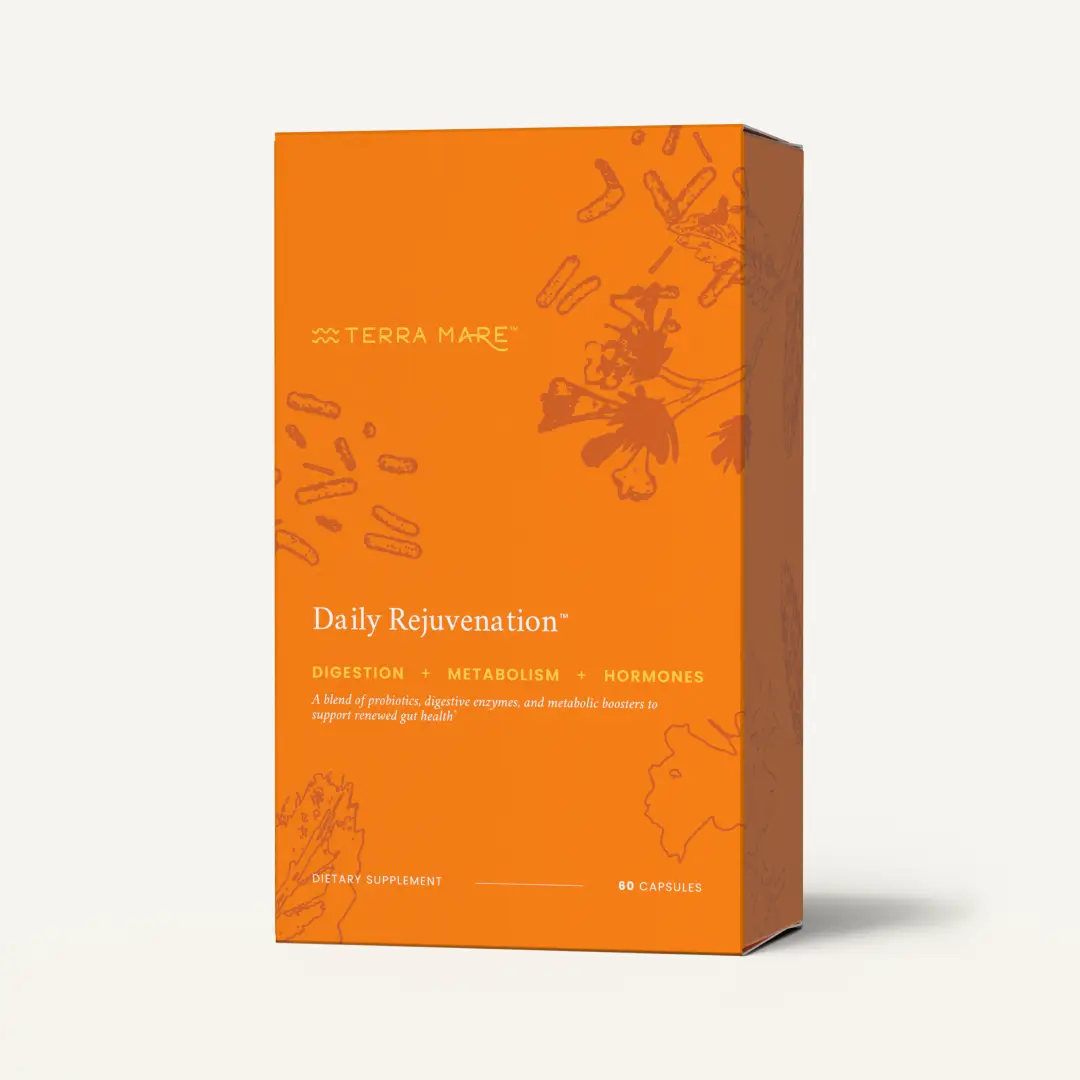 TERRA MARE™
Daily Rejuvenation™
DIGESTION + METABOLISM + HORMONES
A blend of probiotics, digestive enzymes, and metabolic boosters to
support renewed gut health*
DIETARY SUPPLEMENT
60 CAPSULES